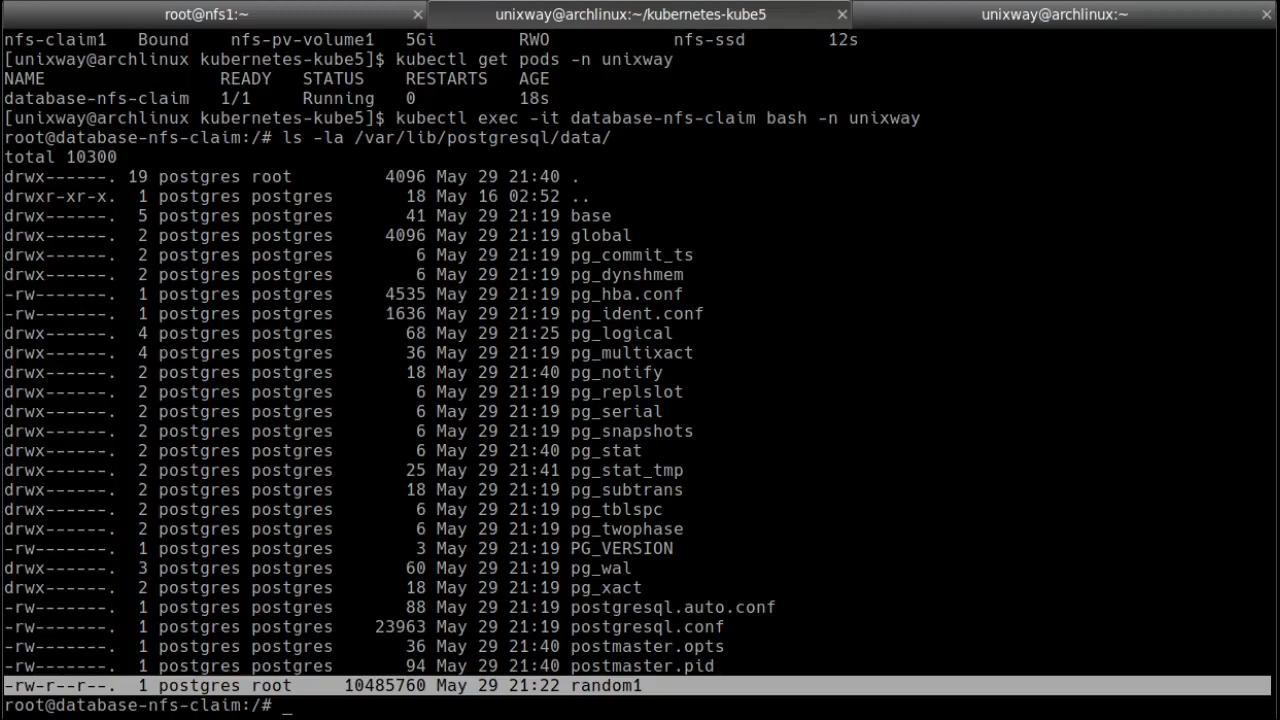 root@nfs1:~ × unixway@archlinux:~/kubernetes-kube5 × unixway@archlinux:~ ×
nfs-claim1   Bound    nfs-pv-volume1   5Gi        RWO            nfs-ssd        12s
[unixway@archlinux kubernetes-kube5]$ kubectl get pods -n unixway
NAME                 READY   STATUS    RESTARTS   AGE
database-nfs-claim   1/1     Running   0          18s
[unixway@archlinux kubernetes-kube5]$ kubectl exec -it database-nfs-claim bash -n unixway
root@database-nfs-claim:/# ls -la /var/lib/postgresql/data/
total 10300
drwx------. 19 postgres root         4096 May 29 21:40 .
drwxr-xr-x.  1 postgres postgres       18 May 16 02:52 ..
drwx------.  5 postgres postgres       41 May 29 21:19 base
drwx------.  2 postgres postgres     4096 May 29 21:19 global
drwx------.  2 postgres postgres        6 May 29 21:19 pg_commit_ts
drwx------.  2 postgres postgres        6 May 29 21:19 pg_dynshmem
-rw-------.  1 postgres postgres     4535 May 29 21:19 pg_hba.conf
-rw-------.  1 postgres postgres     1636 May 29 21:19 pg_ident.conf
drwx------.  4 postgres postgres       68 May 29 21:25 pg_logical
drwx------.  4 postgres postgres       36 May 29 21:19 pg_multixact
drwx------.  2 postgres postgres       18 May 29 21:40 pg_notify
drwx------.  2 postgres postgres        6 May 29 21:19 pg_replslot
drwx------.  2 postgres postgres        6 May 29 21:19 pg_serial
drwx------.  2 postgres postgres        6 May 29 21:19 pg_snapshots
drwx------.  2 postgres postgres        6 May 29 21:40 pg_stat
drwx------.  2 postgres postgres       25 May 29 21:41 pg_stat_tmp
drwx------.  2 postgres postgres       18 May 29 21:19 pg_subtrans
drwx------.  2 postgres postgres        6 May 29 21:19 pg_tblspc
drwx------.  2 postgres postgres        6 May 29 21:19 pg_twophase
-rw-------.  1 postgres postgres        3 May 29 21:19 PG_VERSION
drwx------.  3 postgres postgres       60 May 29 21:19 pg_wal
drwx------.  2 postgres postgres       18 May 29 21:19 pg_xact
-rw-------.  1 postgres postgres       88 May 29 21:19 postgresql.auto.conf
-rw-------.  1 postgres postgres    23963 May 29 21:19 postgresql.conf
-rw-------.  1 postgres postgres       36 May 29 21:40 postmaster.opts
-rw-------.  1 postgres postgres       94 May 29 21:40 postmaster.pid
-rw-r--r--.  1 postgres root     10485760 May 29 21:22 random1
root@database-nfs-claim:/# _